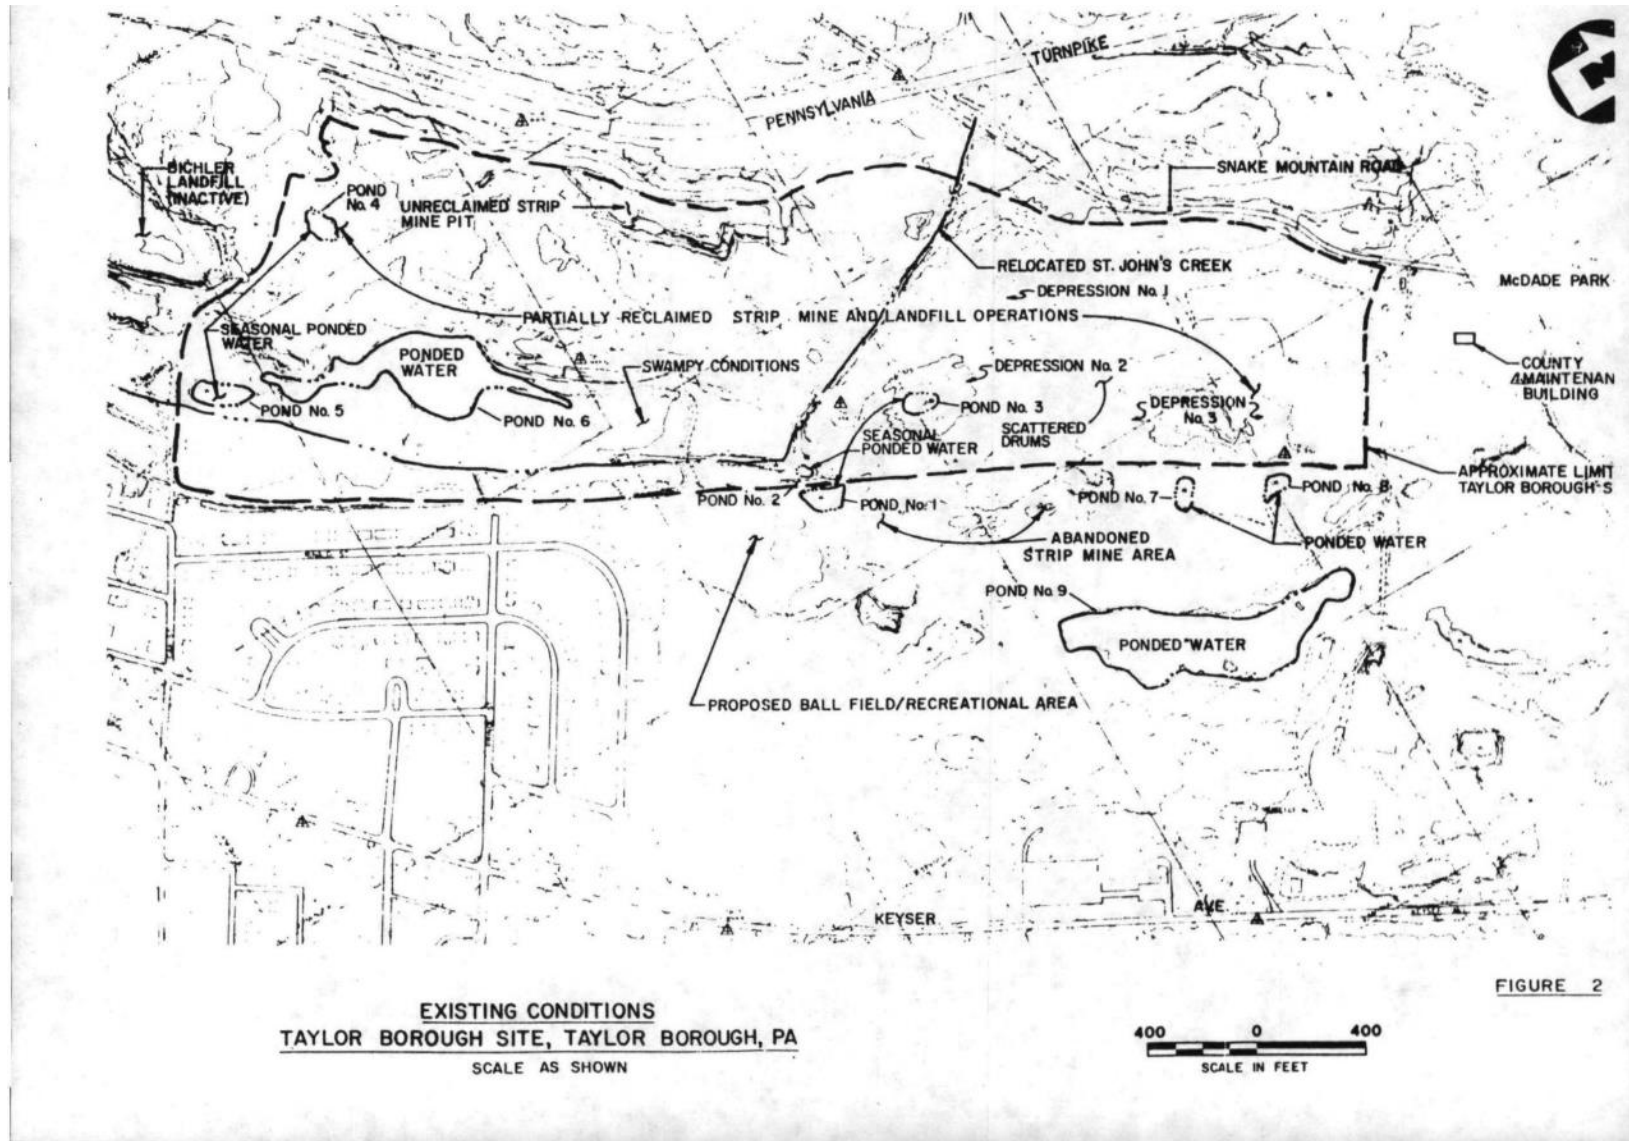 PENNSYLVANIA TURNPIKE
BICHLER
LANDFILL
(INACTIVE)
POND
No. 4
UNRECLAIMED STRIP
MINE PIT
SNAKE MOUNTAIN ROAD
RELOCATED ST. JOHN'S CREEK
McDADE PARK
DEPRESSION No. 1
PARTIALLY RECLAIMED STRIP MINE AND LANDFILL OPERATIONS
SEASONAL PONDED
WATER
PONDED
WATER
SWAMPY CONDITIONS
DEPRESSION No. 2
COUNTY
MAINTENAN
BUILDING
POND No. 5
POND No. 6
POND No. 3
SCATTERED
DRUMS
DEPRESSION
No. 3
SEASONAL
PONDED WATER
APPROXIMATE LIMIT
TAYLOR BOROUGH S
POND No. 2
POND No. 1
POND No. 7
POND No. 8
ABANDONED
STRIP MINE AREA
PONDED WATER
POND No. 9
PONDED WATER
PROPOSED BALL FIELD/RECREATIONAL AREA
KEYSER AVE.
FIGURE 2
EXISTING CONDITIONS
TAYLOR BOROUGH SITE, TAYLOR BOROUGH, PA
SCALE AS SHOWN
400 0 400
SCALE IN FEET